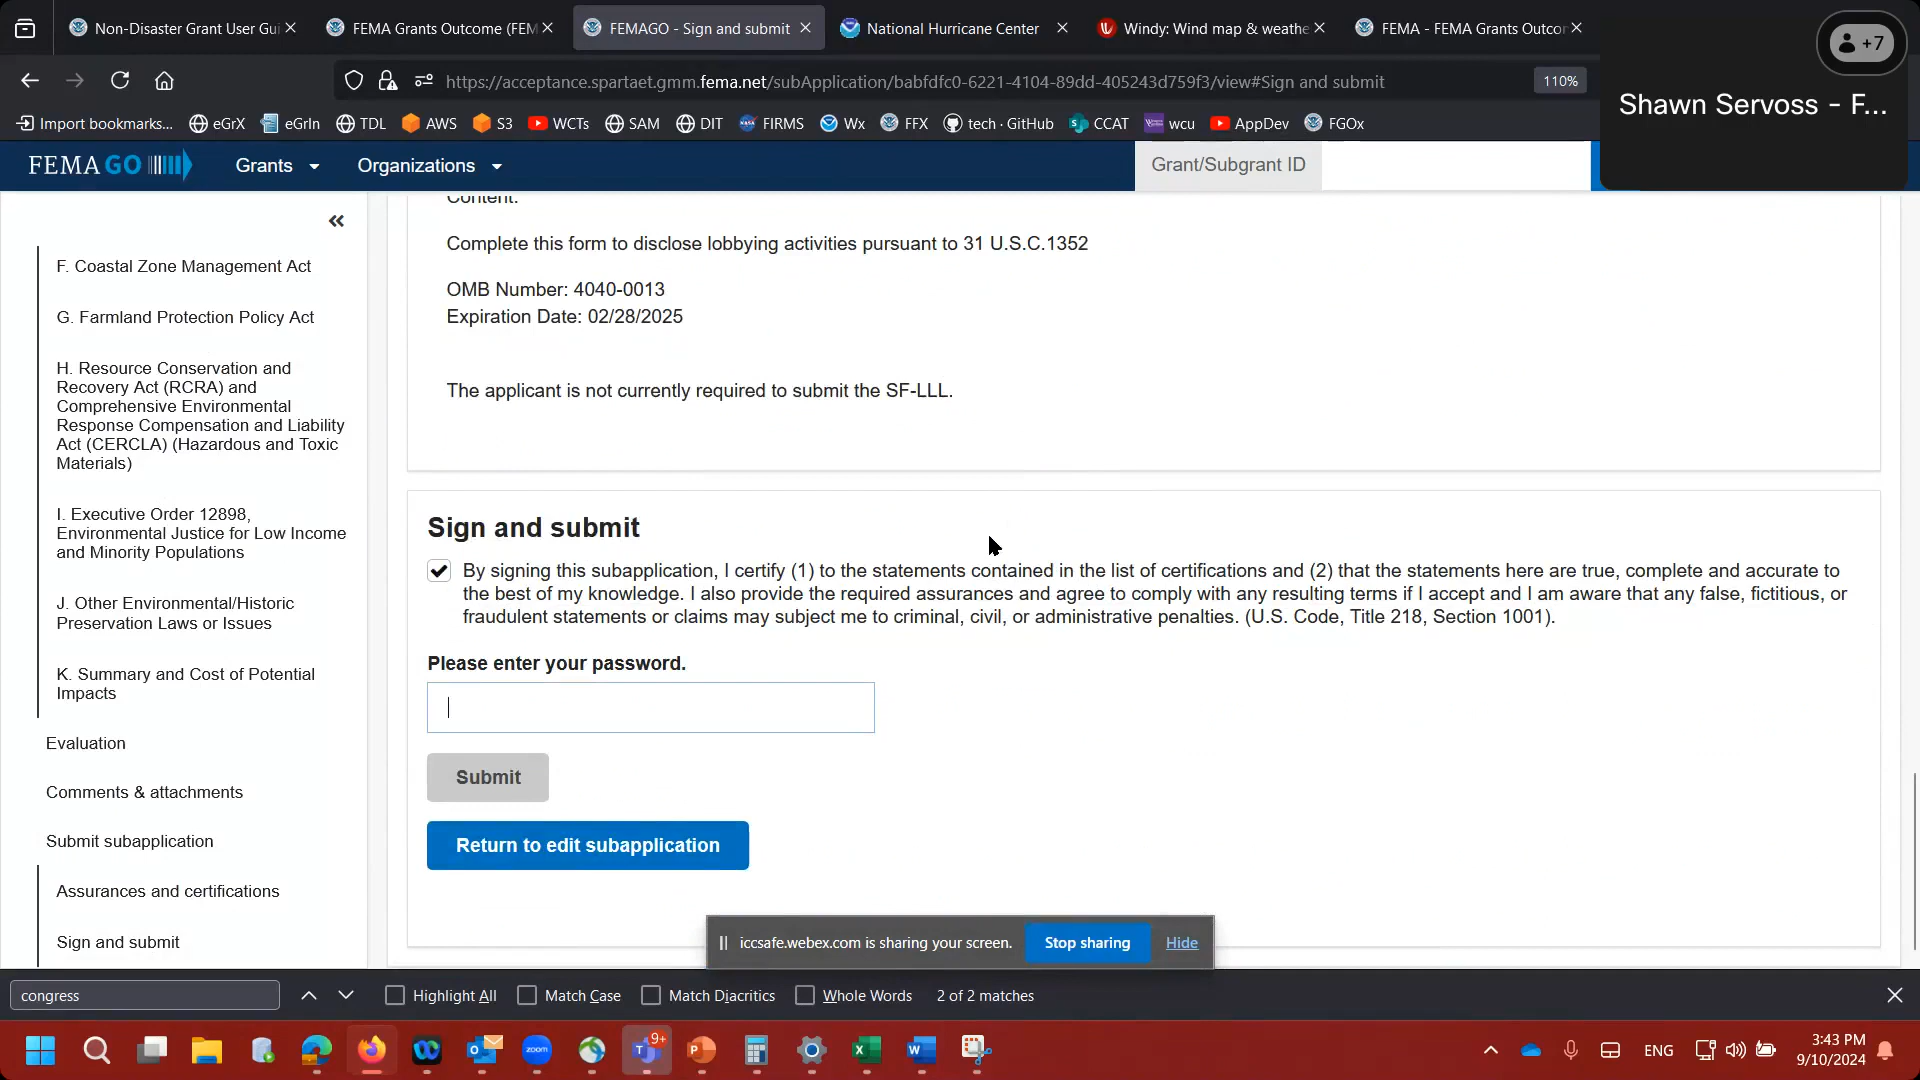 Non-Disaster Grant User Gui
FEMA Grants Outcome (FEM
FEMAGO - Sign and submit
National Hurricane Center
Windy: Wind map & weathe
FEMA - FEMA Grants Outcor
+7
https://acceptance.spartaet.gmm.fema.net/subApplication/babfdfc0-6221-4104-89dd-405243d759f3/view#Sign and submit
110%
Shawn Servoss - F...
Import bookmarks...
eGrX
eGrIn
TDL
AWS
S3
WCTs
SAM
DIT
FIRMS
Wx
FFX
tech · GitHub
CCAT
wcu
AppDev
FGOx
FEMA GO
Grants
Organizations
Grant/Subgrant ID
F. Coastal Zone Management Act
G. Farmland Protection Policy Act
H. Resource Conservation and
Recovery Act (RCRA) and
Comprehensive Environmental
Response Compensation and Liability
Act (CERCLA) (Hazardous and Toxic
Materials)
I. Executive Order 12898,
Environmental Justice for Low Income
and Minority Populations
J. Other Environmental/Historic
Preservation Laws or Issues
K. Summary and Cost of Potential
Impacts
Evaluation
Comments & attachments
Submit subapplication
Assurances and certifications
Sign and submit
Content:
Complete this form to disclose lobbying activities pursuant to 31 U.S.C.1352
OMB Number: 4040-0013
Expiration Date: 02/28/2025
The applicant is not currently required to submit the SF-LLL.
Sign and submit
By signing this subapplication, I certify (1) to the statements contained in the list of certifications and (2) that the statements here are true, complete and accurate to
the best of my knowledge. I also provide the required assurances and agree to comply with any resulting terms if I accept and I am aware that any false, fictitious, or
fraudulent statements or claims may subject me to criminal, civil, or administrative penalties. (U.S. Code, Title 218, Section 1001).
Please enter your password.
Submit
Return to edit subapplication
iccsafe.webex.com is sharing your screen.
Stop sharing
Hide
congress
Highlight All
Match Case
Match Diacritics
Whole Words
2 of 2 matches
zoom
9+
ENG
3:43 PM
9/10/2024